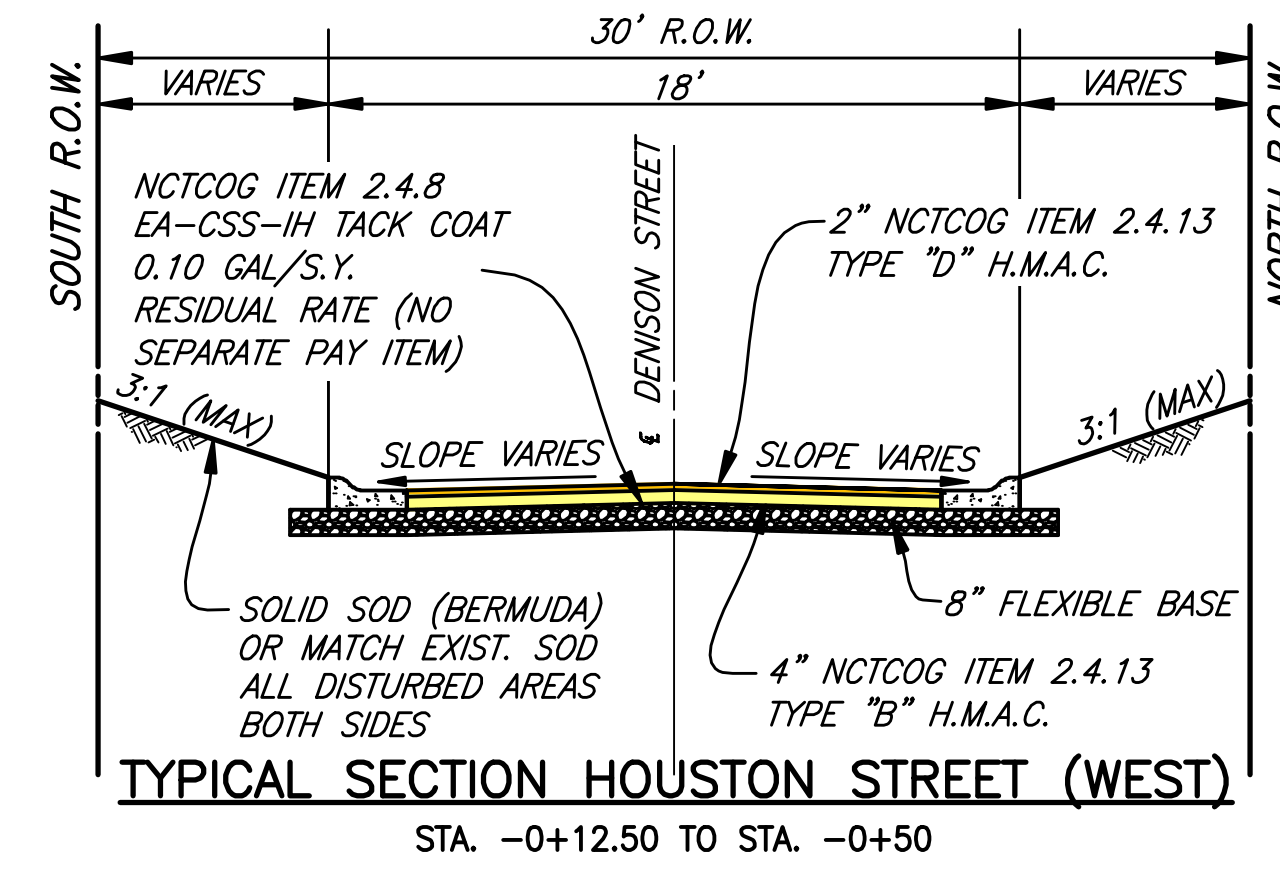 30' R.O.W.
VARIES
18'
VARIES
SOUTH R.O.W.
NORTH R.O.W.
NCTCOG ITEM 2.4.8
EA-CSS-IH TACK COAT
0.10 GAL/S.Y.
RESIDUAL RATE (NO
SEPARATE PAY ITEM)
℄ DENISON STREET
2" NCTCOG ITEM 2.4.13
TYPE "D" H.M.A.C.
3:1 (MAX)
3:1 (MAX)
SLOPE VARIES
SLOPE VARIES
SOLID SOD (BERMUDA)
OR MATCH EXIST. SOD
ALL DISTURBED AREAS
BOTH SIDES
8" FLEXIBLE BASE
4" NCTCOG ITEM 2.4.13
TYPE "B" H.M.A.C.
TYPICAL SECTION HOUSTON STREET (WEST)
STA. -0+12.50 TO STA. -0+50